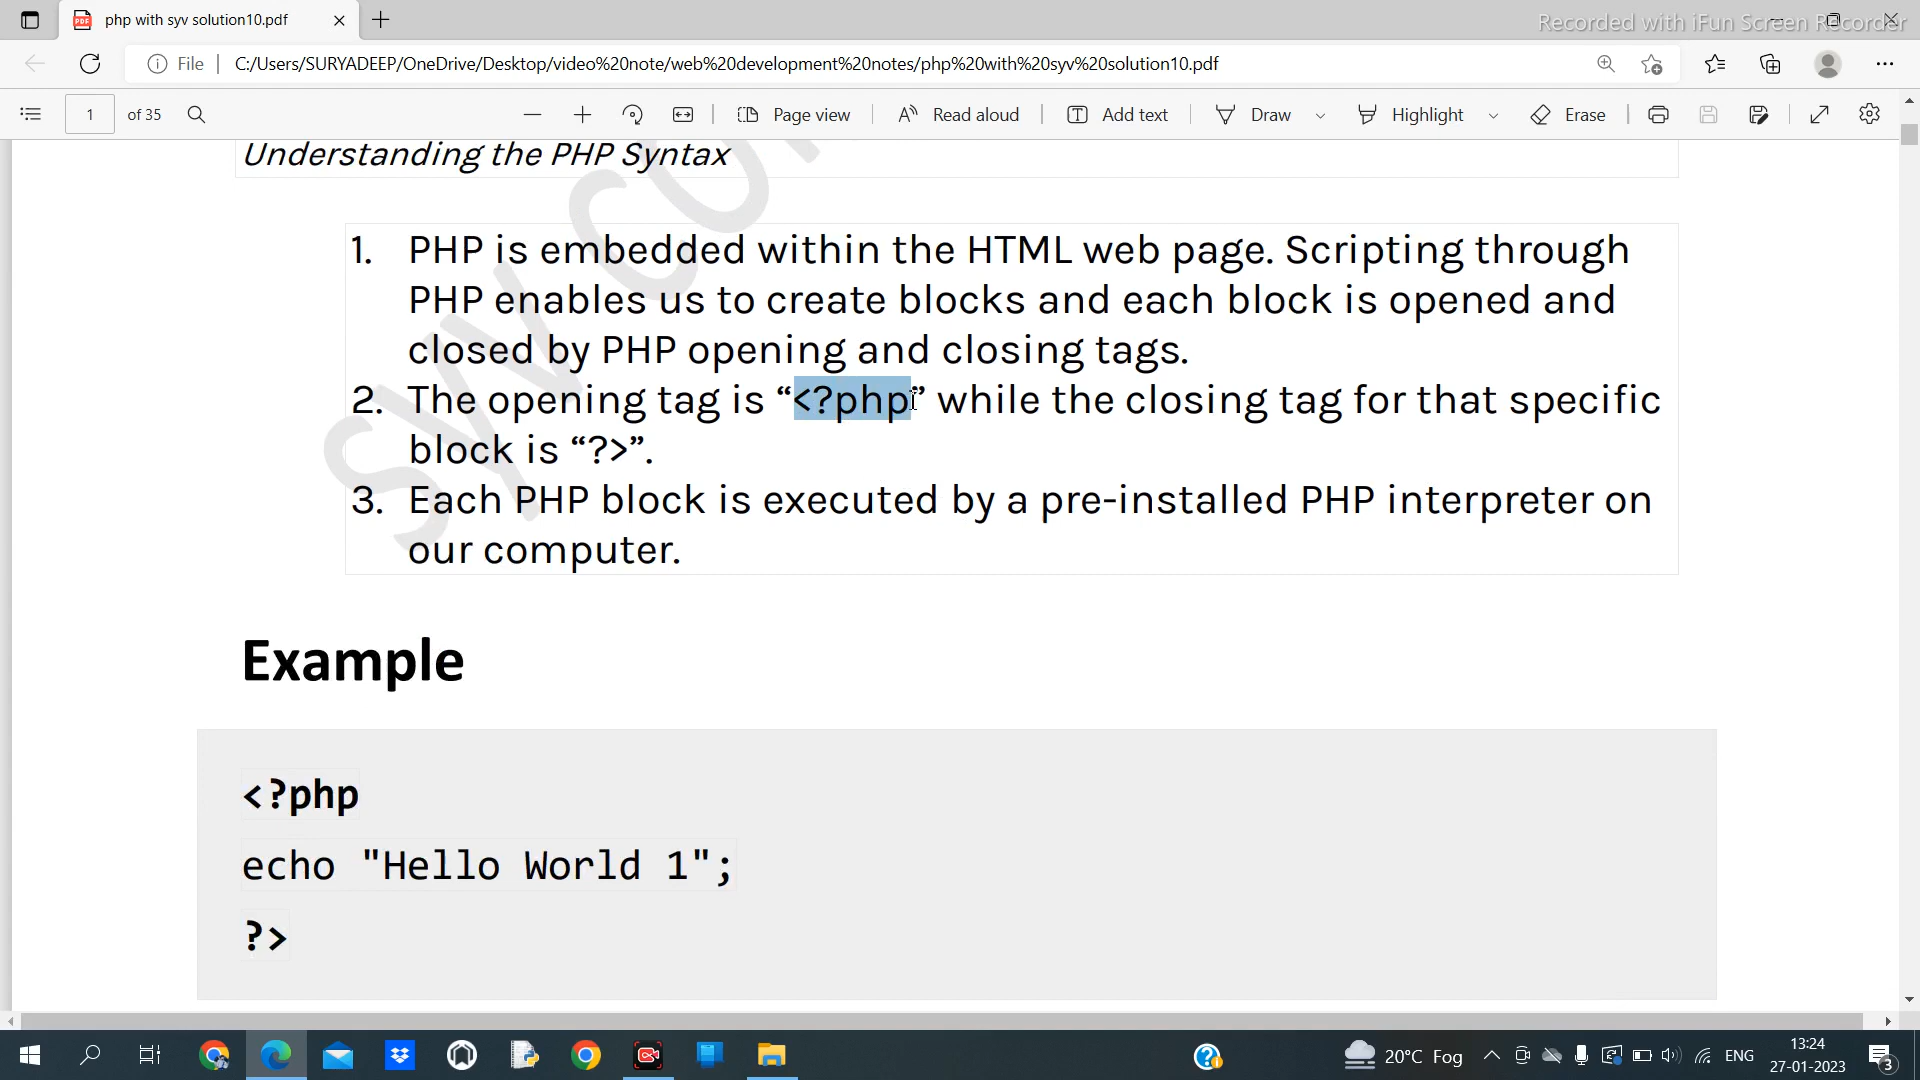 php with syv solution10.pdf
Recorded with iFun Screen Recorder
File
C:/Users/SURYADEEP/OneDrive/Desktop/video%20note/web%20development%20notes/php%20with%20syv%20solution10.pdf
1 of 35
Page view
Read aloud
Add text
Draw
Highlight
Erase
Understanding the PHP Syntax
1. PHP is embedded within the HTML web page. Scripting through
PHP enables us to create blocks and each block is opened and
closed by PHP opening and closing tags.
2. The opening tag is “<?php” while the closing tag for that specific
block is “?>”.
3. Each PHP block is executed by a pre-installed PHP interpreter on
our computer.
Example
<?php
echo "Hello World 1";
?>
20°C Fog
ENG
13:24
27-01-2023
3
syv